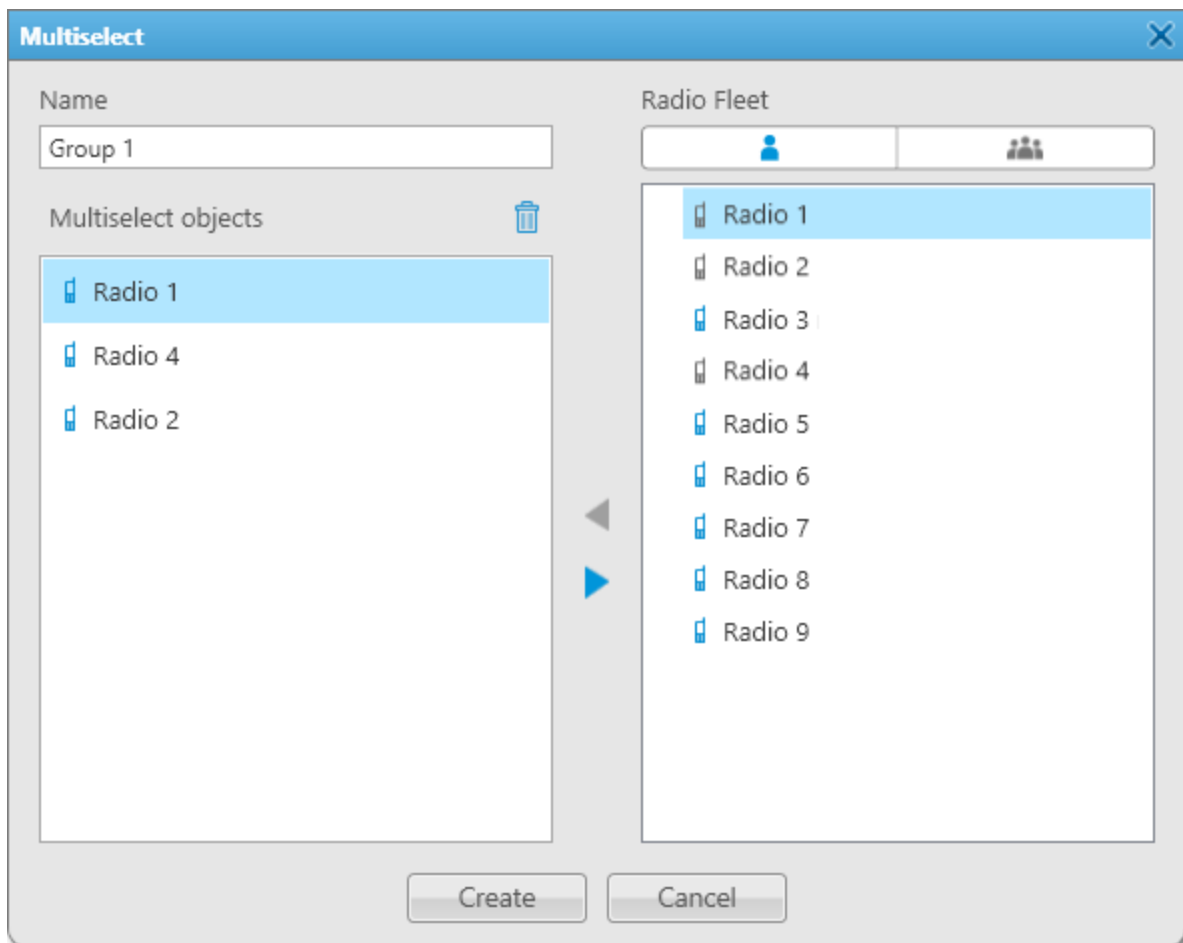 Multiselect
Name
Group 1
Multiselect objects
Radio 1
Radio 4
Radio 2
Radio Fleet
Radio 1
Radio 2
Radio 3
Radio 4
Radio 5
Radio 6
Radio 7
Radio 8
Radio 9
Create
Cancel